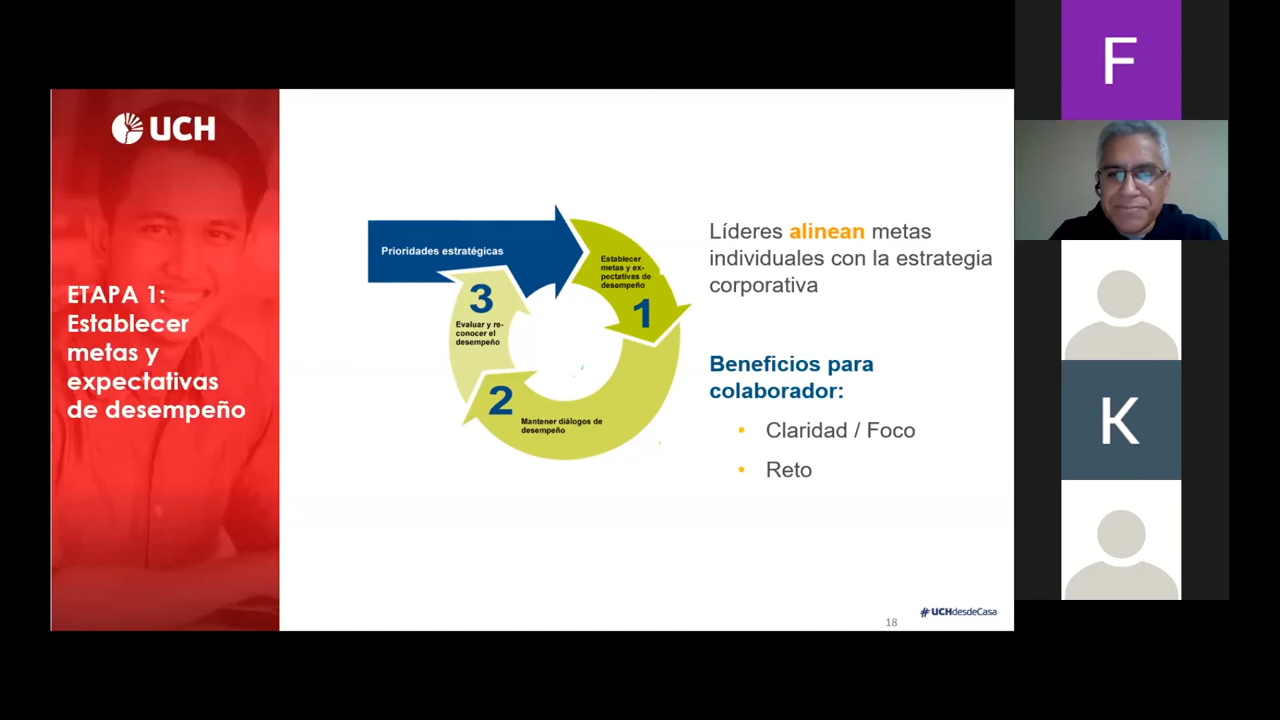 UCH
ETAPA 1:
Establecer
metas y
expectativas
de desempeño
Prioridades estratégicas
Establecer
metas y ex-
pectativas de
desempeño
1
2
Mantener diálogos de
desempeño
3
Evaluar y re-
conocer el
desempeño
Líderes alinean metas
individuales con la estrategia
corporativa
Beneficios para
colaborador:
• Claridad / Foco
• Reto
#UCHdesdeCasa
18
F
K